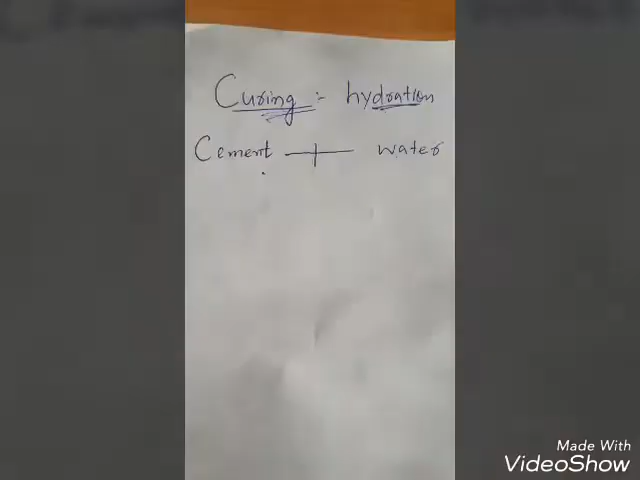 Curing :- hydration
Cement + water
Made With
VideoShow